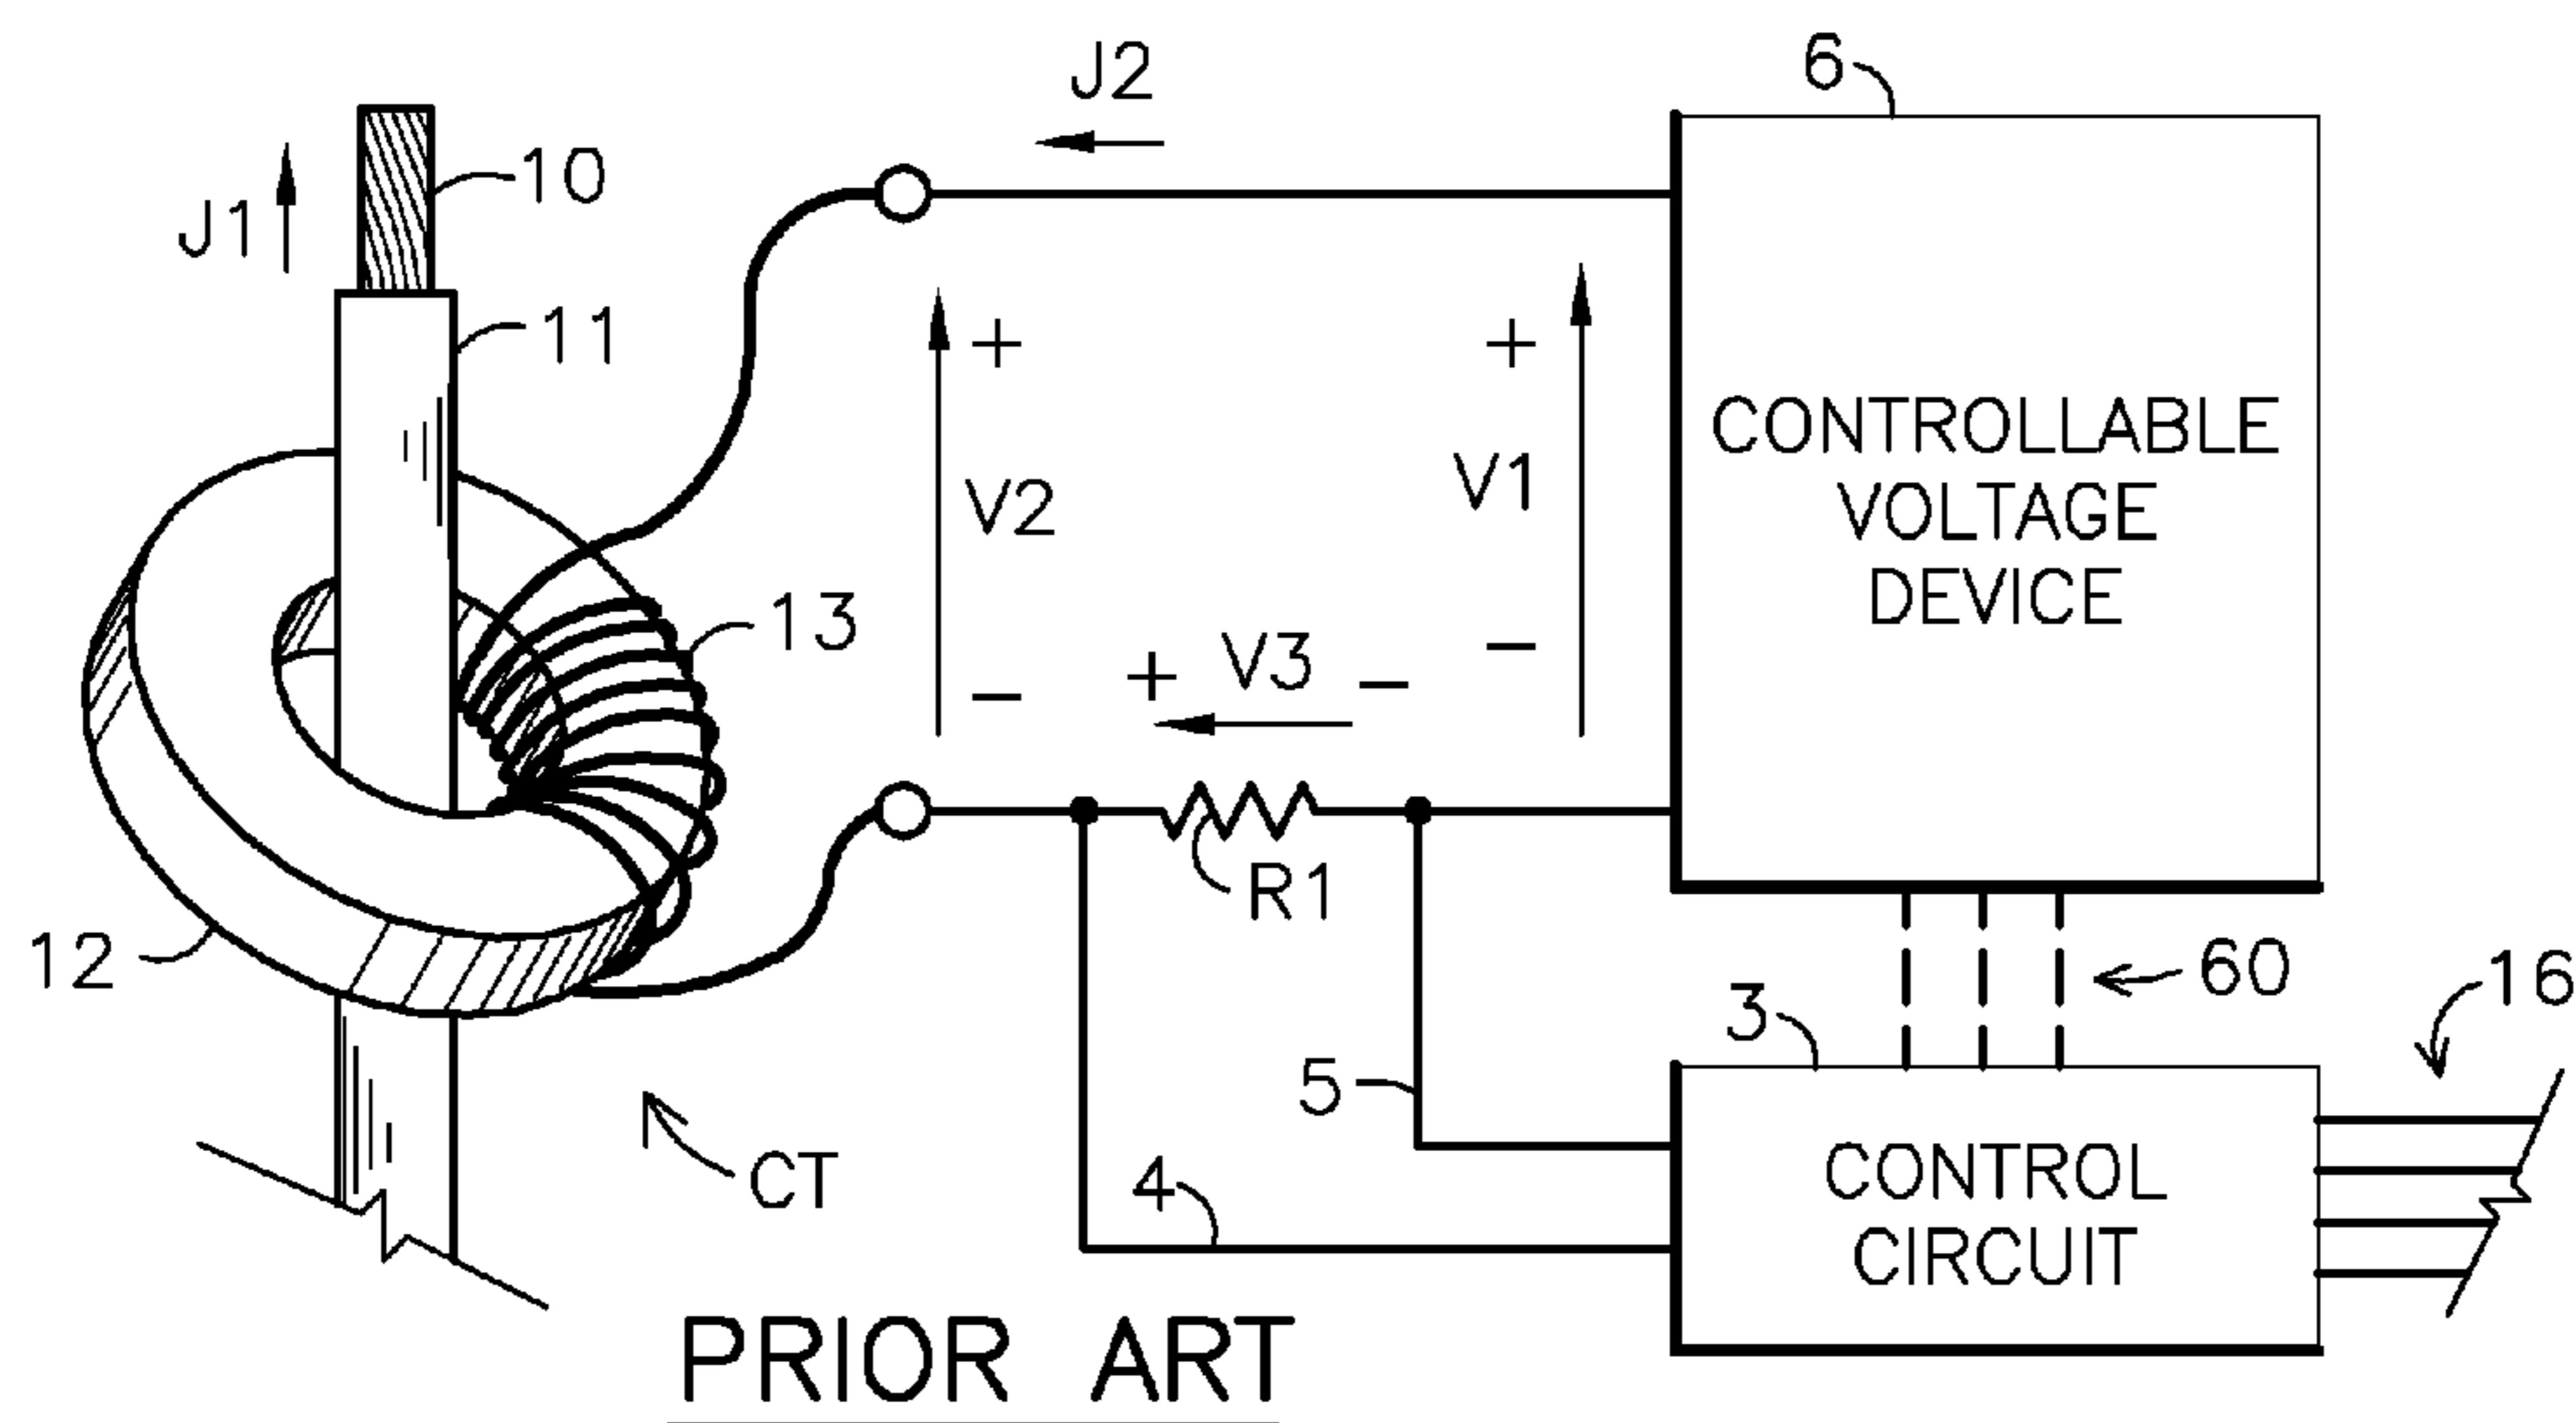 6
J2
10
J1
11
+
+
CONTROLLABLE
VOLTAGE
DEVICE
V2
V1
13
+ V3 −
−
−
R1
12
60
16
3
5
CT
4
CONTROL
CIRCUIT
PRIOR ART